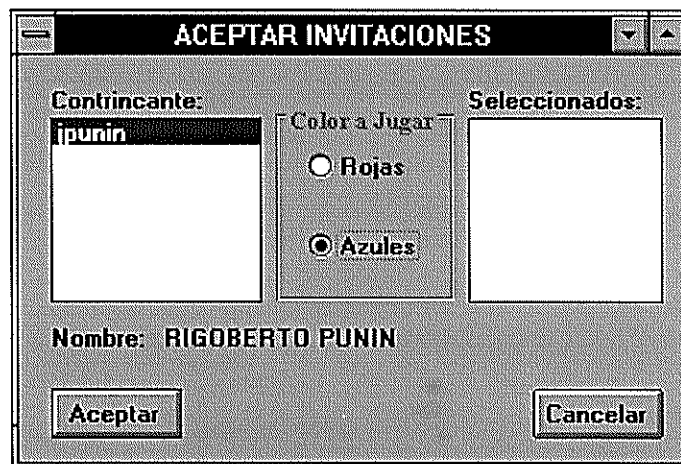 ACEPTAR INVITACIONES
Contrincante:
jpunin
Color a Jugar
Rojas
Azules
Seleccionados:
Nombre: RIGOBERTO PUNIN
Aceptar
Cancelar